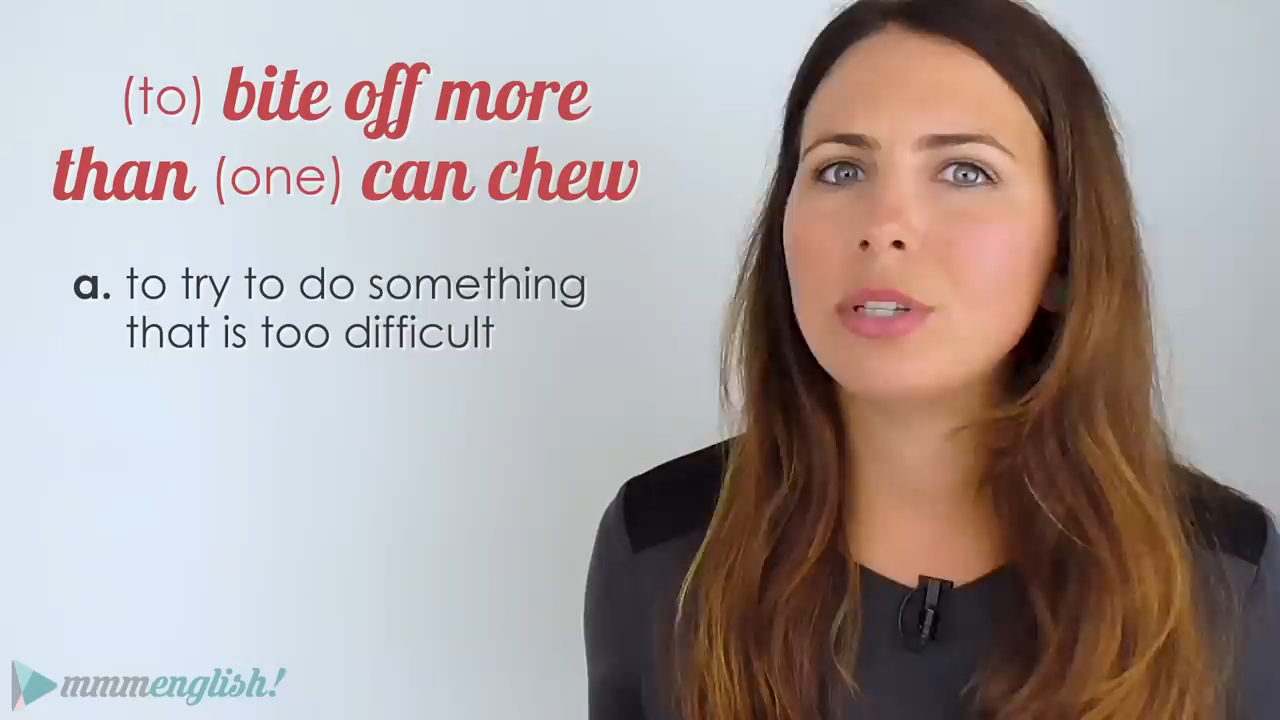 (to) bite off more
than (one) can chew
a. to try to do something
that is too difficult
mmmenglish!